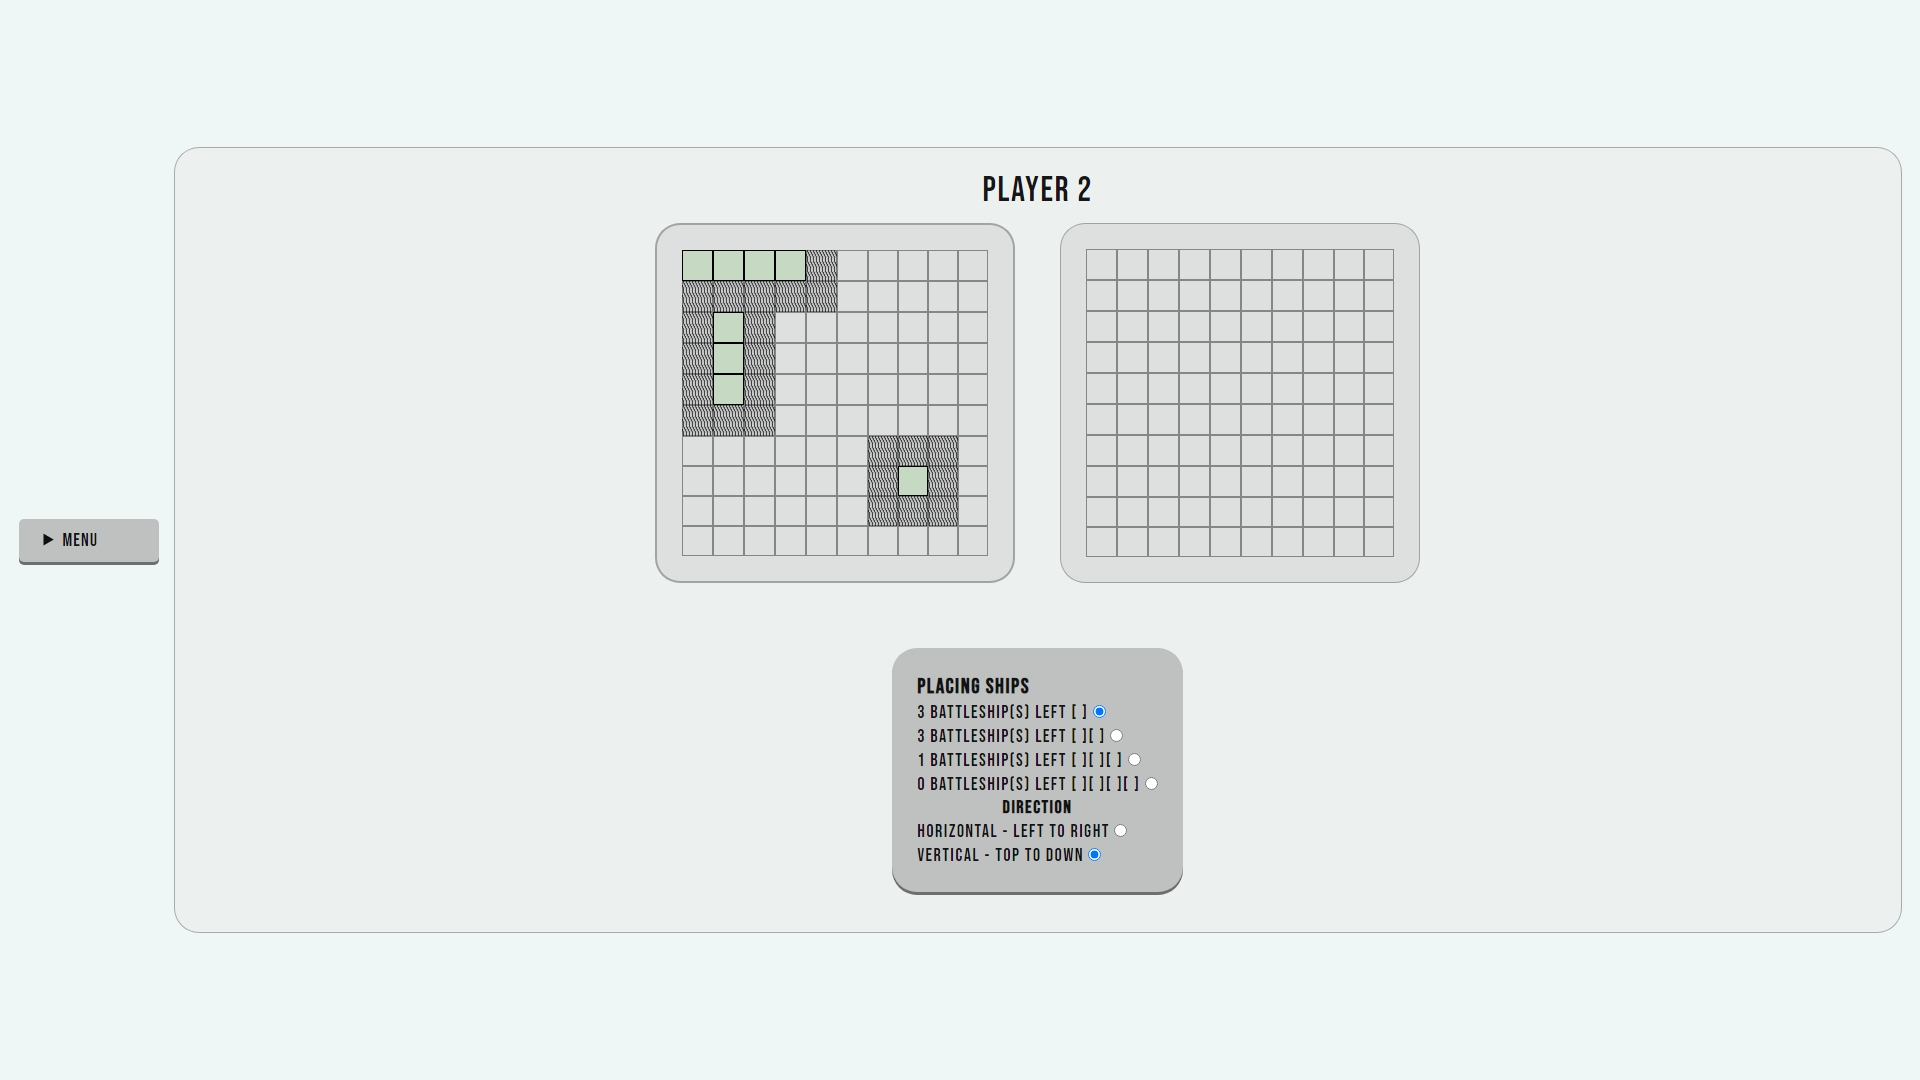 PLAYER 2
MENU
PLACING SHIPS
3 BATTLESHIP(S) LEFT [ ]
3 BATTLESHIP(S) LEFT [ ][ ]
1 BATTLESHIP(S) LEFT [ ][ ][ ]
0 BATTLESHIP(S) LEFT [ ][ ][ ][ ]
DIRECTION
HORIZONTAL - LEFT TO RIGHT
VERTICAL - TOP TO DOWN